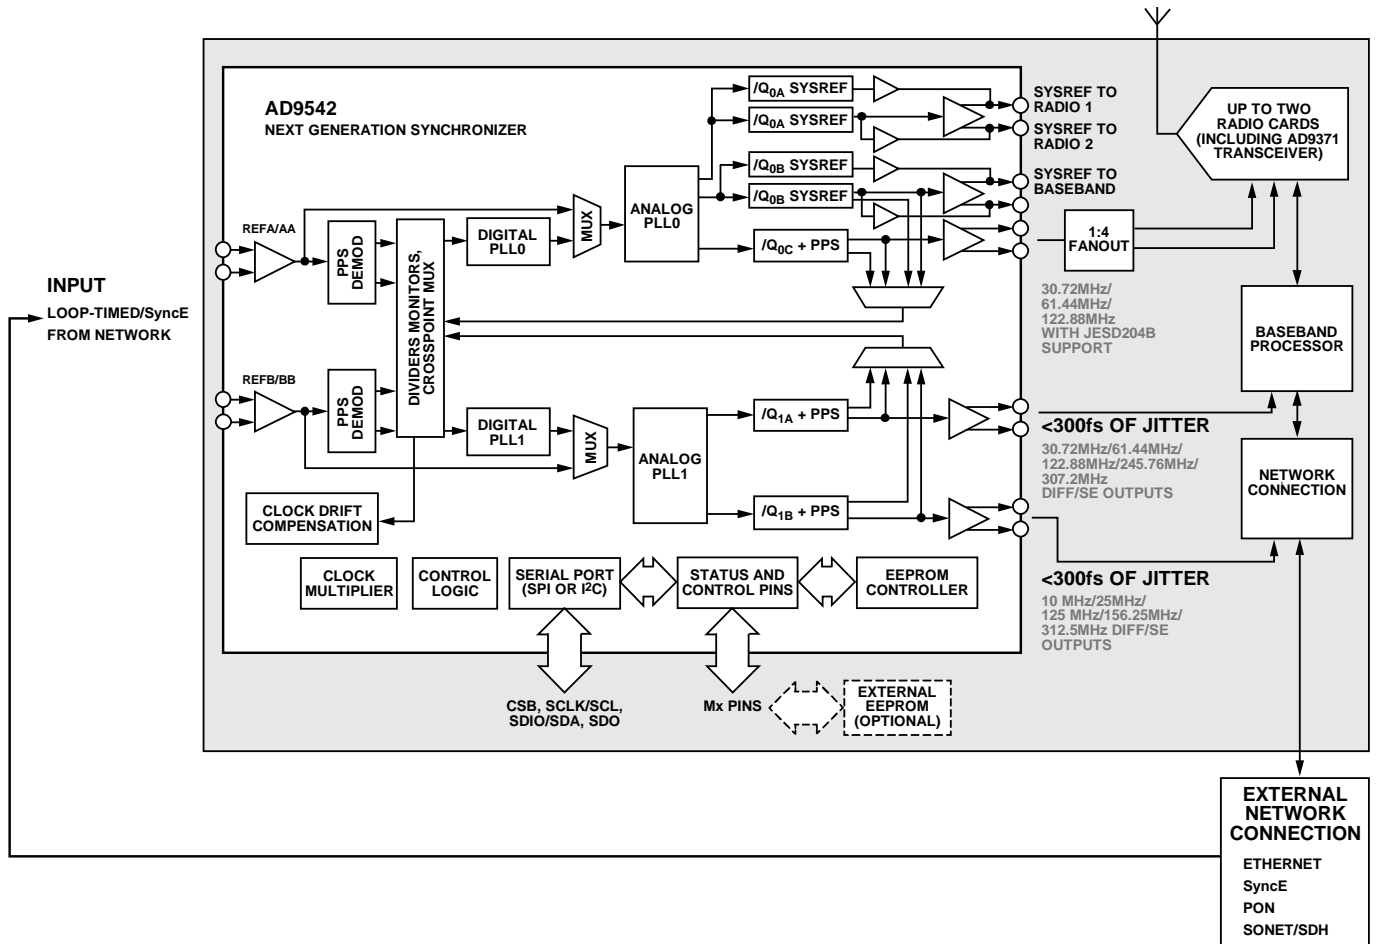 AD9542
NEXT GENERATION SYNCHRONIZER
/Q0A SYSREF
/Q0A SYSREF
/Q0B SYSREF
/Q0B SYSREF
/Q0C + PPS
SYSREF TO
RADIO 1
SYSREF TO
RADIO 2
SYSREF TO
BASEBAND
UP TO TWO
RADIO CARDS
(INCLUDING AD9371
TRANSCEIVER)
1:4
FANOUT
30.72MHz/
61.44MHz/
122.88MHz
WITH JESD204B
SUPPORT
BASEBAND
PROCESSOR
INPUT
LOOP-TIMED/SyncE
FROM NETWORK
REFA/AA
PPS
DEMOD
DIVIDERS MONITORS,
CROSSPOINT MUX
DIGITAL
PLL0
MUX
ANALOG
PLL0
REFB/BB
PPS
DEMOD
DIGITAL
PLL1
MUX
ANALOG
PLL1
/Q1A + PPS
/Q1B + PPS
<300fs OF JITTER
30.72MHz/61.44MHz/
122.88MHz/245.76MHz/
307.2MHz
DIFF/SE OUTPUTS
NETWORK
CONNECTION
CLOCK DRIFT
COMPENSATION
CLOCK
MULTIPLIER
CONTROL
LOGIC
SERIAL PORT
(SPI OR I2C)
STATUS AND
CONTROL PINS
EEPROM
CONTROLLER
<300fs OF JITTER
10 MHz/25MHz/
125 MHz/156.25MHz/
312.5MHz DIFF/SE
OUTPUTS
CSB, SCLK/SCL,
SDIO/SDA, SDO
Mx PINS
EXTERNAL
EEPROM
(OPTIONAL)
EXTERNAL
NETWORK
CONNECTION
ETHERNET
SyncE
PON
SONET/SDH